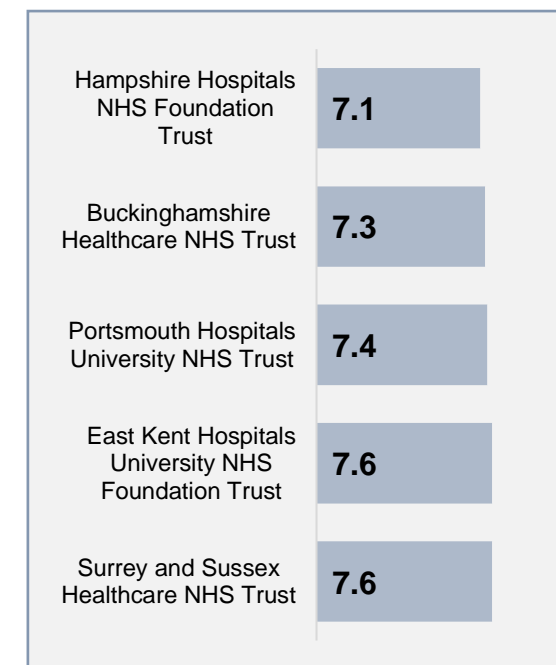 Hampshire Hospitals
NHS Foundation
Trust
7.1
Buckinghamshire
Healthcare NHS Trust
7.3
Portsmouth Hospitals
University NHS Trust
7.4
East Kent Hospitals
University NHS
Foundation Trust
7.6
Surrey and Sussex
Healthcare NHS Trust
7.6